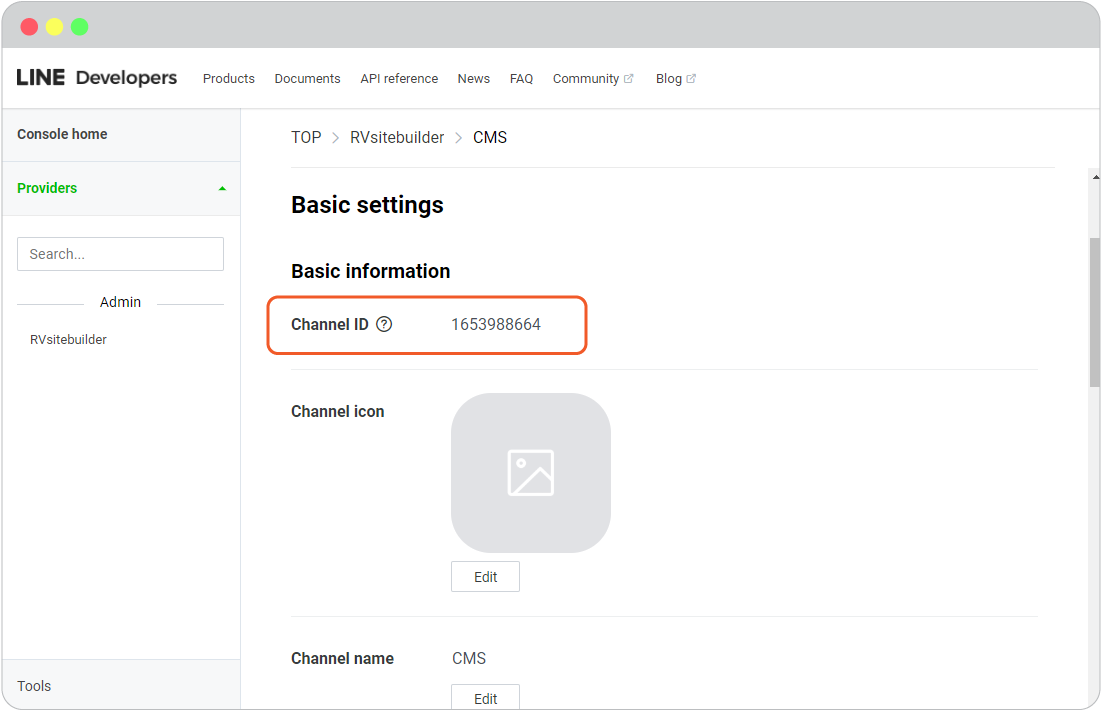 LINE Developers Products Documents API reference News FAQ Community Blog
Console home
Providers
Search...
Admin
RVsitebuilder
Tools
TOP > RVsitebuilder > CMS
Basic settings
Basic information
Channel ID ? 1653988664
Channel icon
Edit
Channel name CMS
Edit